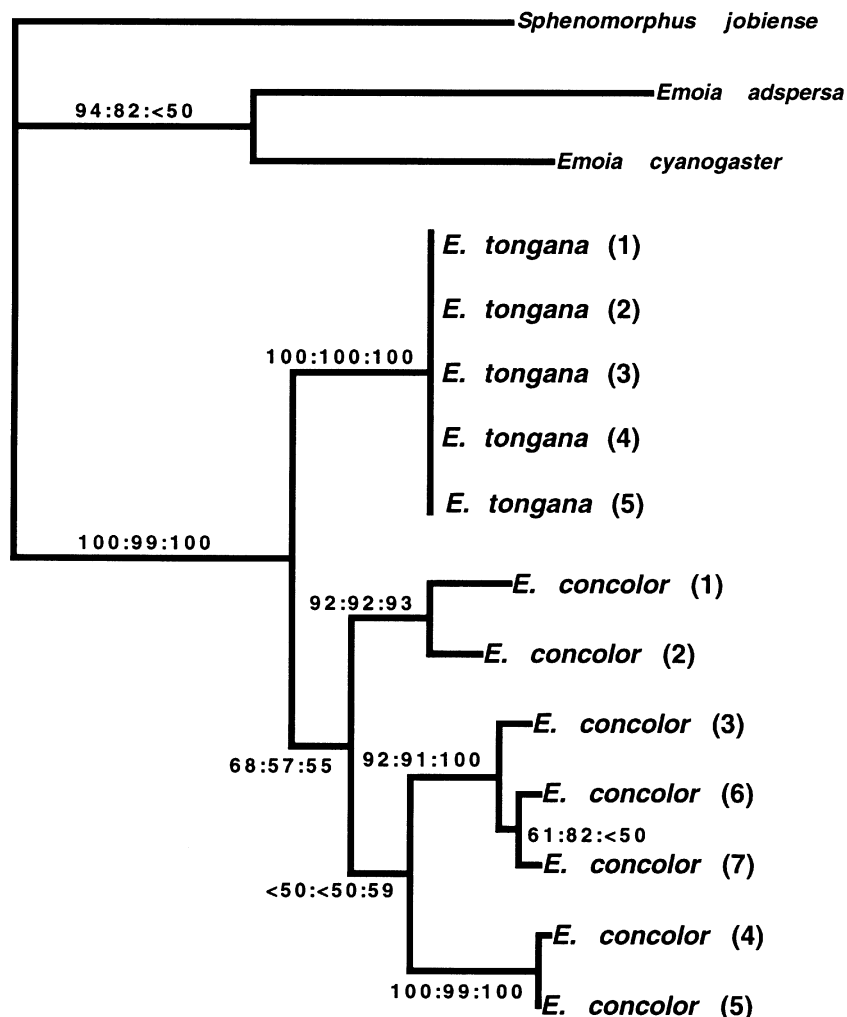 Sphenomorphus jobiense
Emoia adspersa
94:82:<50
Emoia cyanogaster
E. tongana (1)
E. tongana (2)
100:100:100
E. tongana (3)
E. tongana (4)
E. tongana (5)
100:99:100
E. concolor (1)
92:92:93
E. concolor (2)
E. concolor (3)
68:57:55
92:91:100
E. concolor (6)
61:82:<50
E. concolor (7)
<50:<50:59
E. concolor (4)
100:99:100
E. concolor (5)